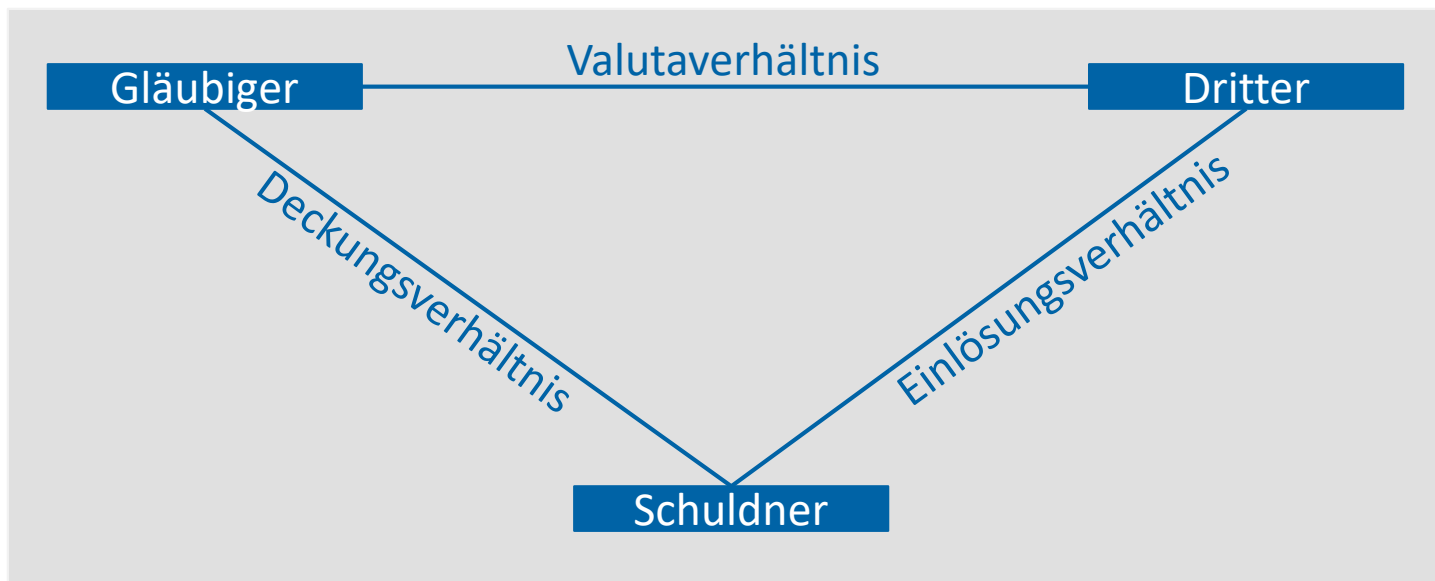 Valutaverhältnis
Gläubiger
Dritter
Deckungsverhältnis
Einlösungsverhältnis
Schuldner